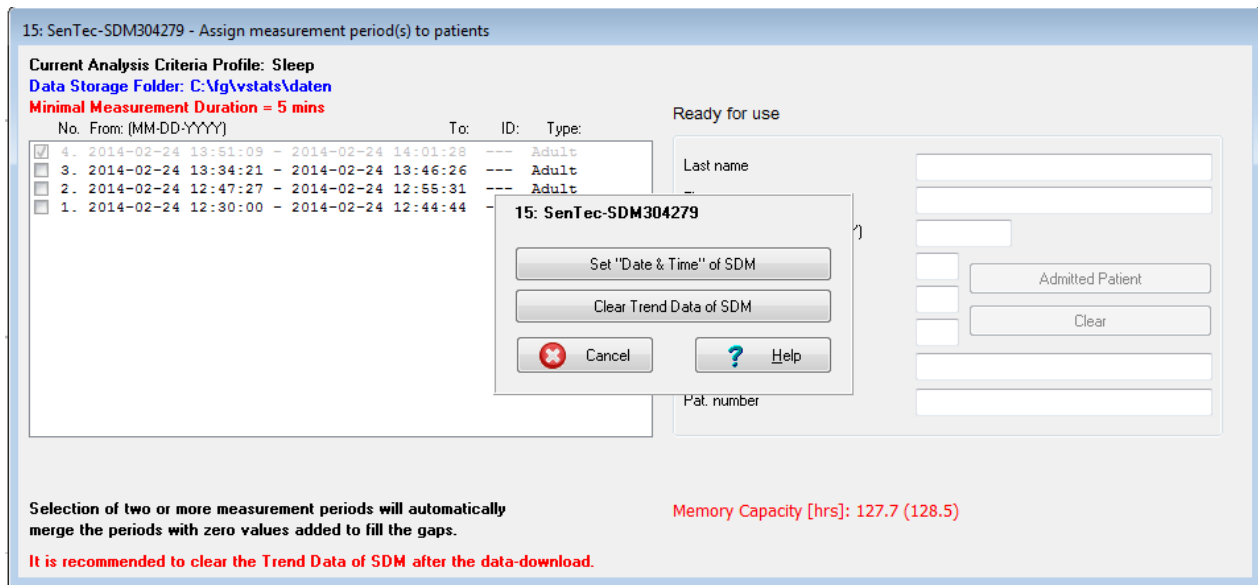 15: SenTec-SDM304279 - Assign measurement period(s) to patients
Current Analysis Criteria Profile: Sleep
Data Storage Folder: C:\fg\vstats\daten
Minimal Measurement Duration = 5 mins
No. From: (MM-DD-YYYY) To: ID: Type:
4. 2014-02-24 13:51:09 - 2014-02-24 14:01:28 --- Adult
3. 2014-02-24 13:34:21 - 2014-02-24 13:46:26 --- Adult
2. 2014-02-24 12:47:27 - 2014-02-24 12:55:31 --- Adult
1. 2014-02-24 12:30:00 - 2014-02-24 12:44:44 -
Ready for use
Last name
15: SenTec-SDM304279
Set "Date & Time" of SDM
Clear Trend Data of SDM
Cancel
Help
Admitted Patient
Clear
Pat. number
Selection of two or more measurement periods will automatically
merge the periods with zero values added to fill the gaps.
It is recommended to clear the Trend Data of SDM after the data-download.
Memory Capacity [hrs]: 127.7 (128.5)